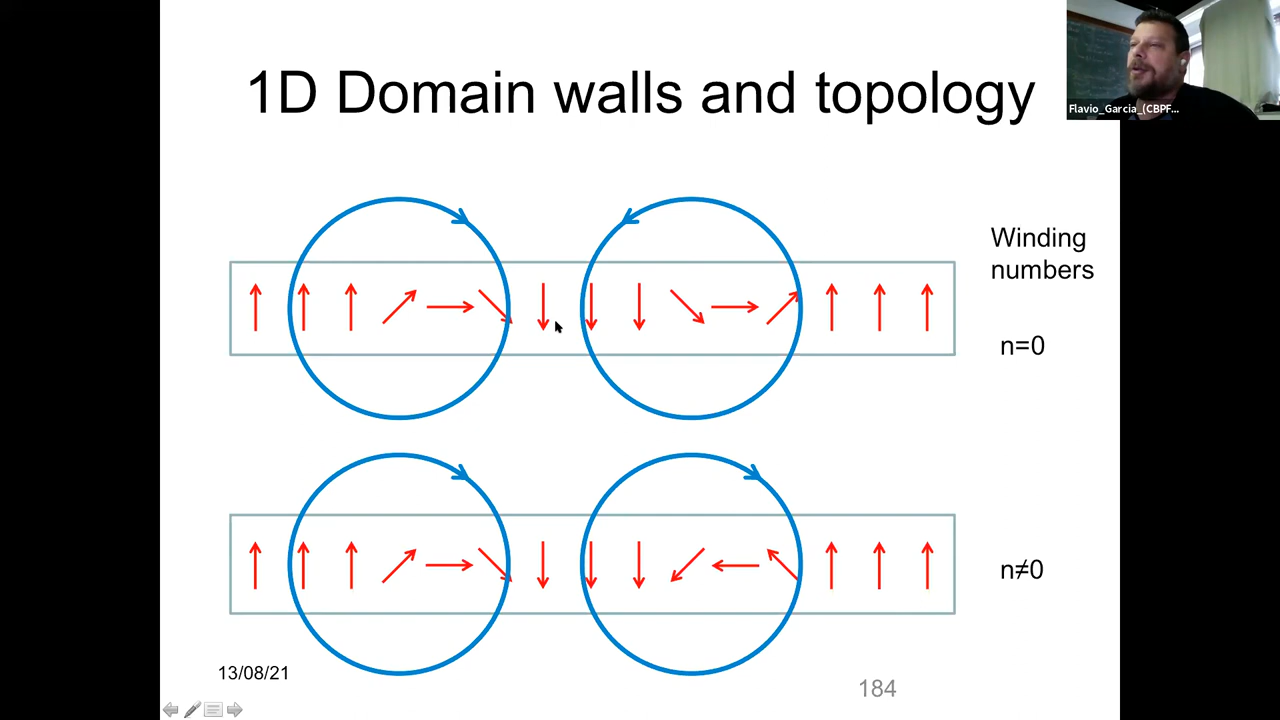 1D Domain walls and topology
Flavio_Garcia_(CBPF...
Winding
numbers
n=0
n≠0
13/08/21
184